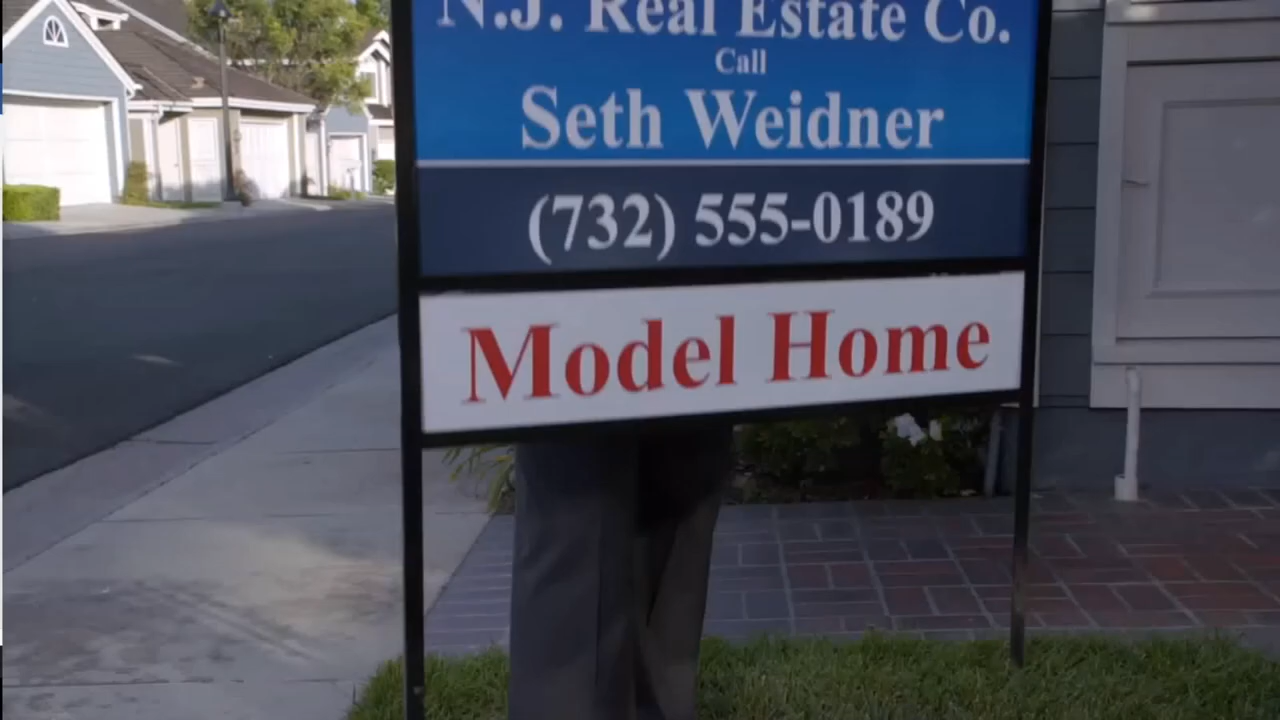 N.J. Real Estate Co.
Call
Seth Weidner
(732) 555-0189
Model Home